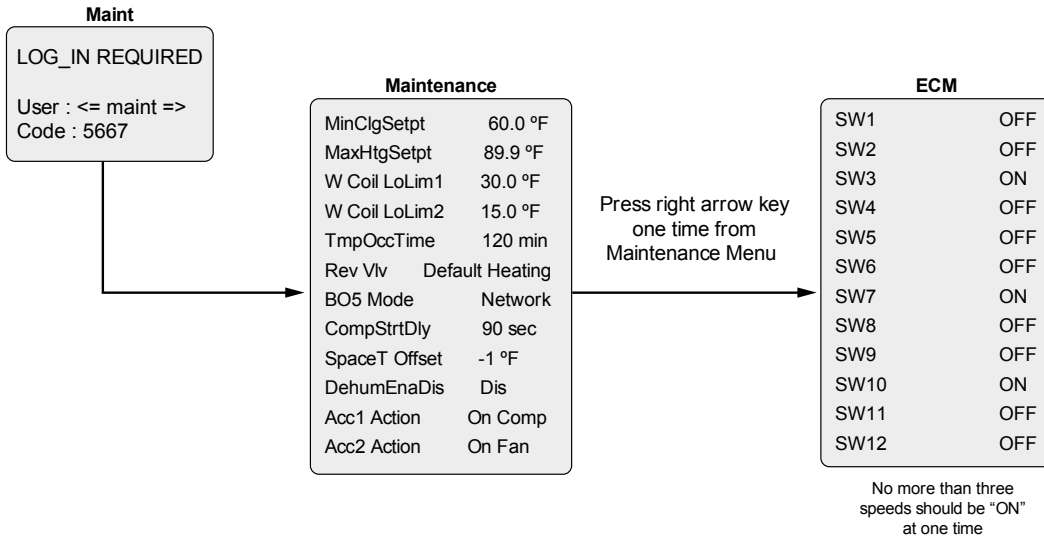 Maint
LOG_IN REQUIRED
User : <= maint =>
Code : 5667
Maintenance
MinClgSetpt 60.0 ºF
MaxHtgSetpt 89.9 ºF
W Coil LoLim1 30.0 ºF
W Coil LoLim2 15.0 ºF
TmpOccTime 120 min
Rev Vlv Default Heating
BO5 Mode Network
CompStrtDly 90 sec
SpaceT Offset -1 ºF
DehumEnaDis Dis
Acc1 Action On Comp
Acc2 Action On Fan
Press right arrow key
one time from
Maintenance Menu
ECM
SW1 OFF
SW2 OFF
SW3 ON
SW4 OFF
SW5 OFF
SW6 OFF
SW7 ON
SW8 OFF
SW9 OFF
SW10 ON
SW11 OFF
SW12 OFF
No more than three
speeds should be “ON”
at one time